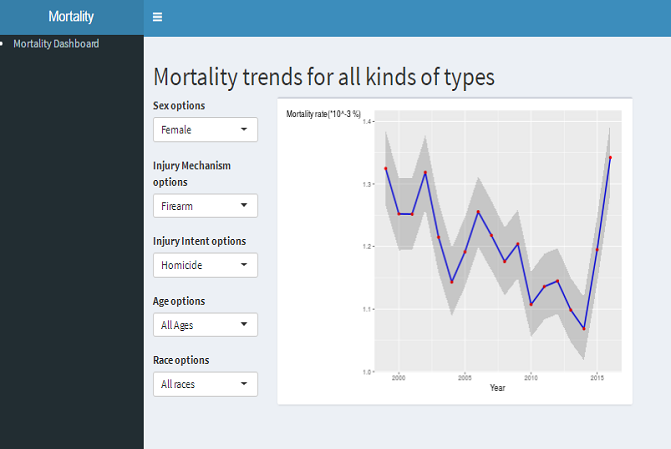 Mortality
Mortality Dashboard
Mortality trends for all kinds of types
Sex options
Female
Injury Mechanism
options
Firearm
Injury Intent options
Homicide
Age options
All Ages
Race options
All races
Mortality rate(*10^-3 %)
1.4
1.3
1.2
1.1
1.0
2000 2005 2010 2015
Year